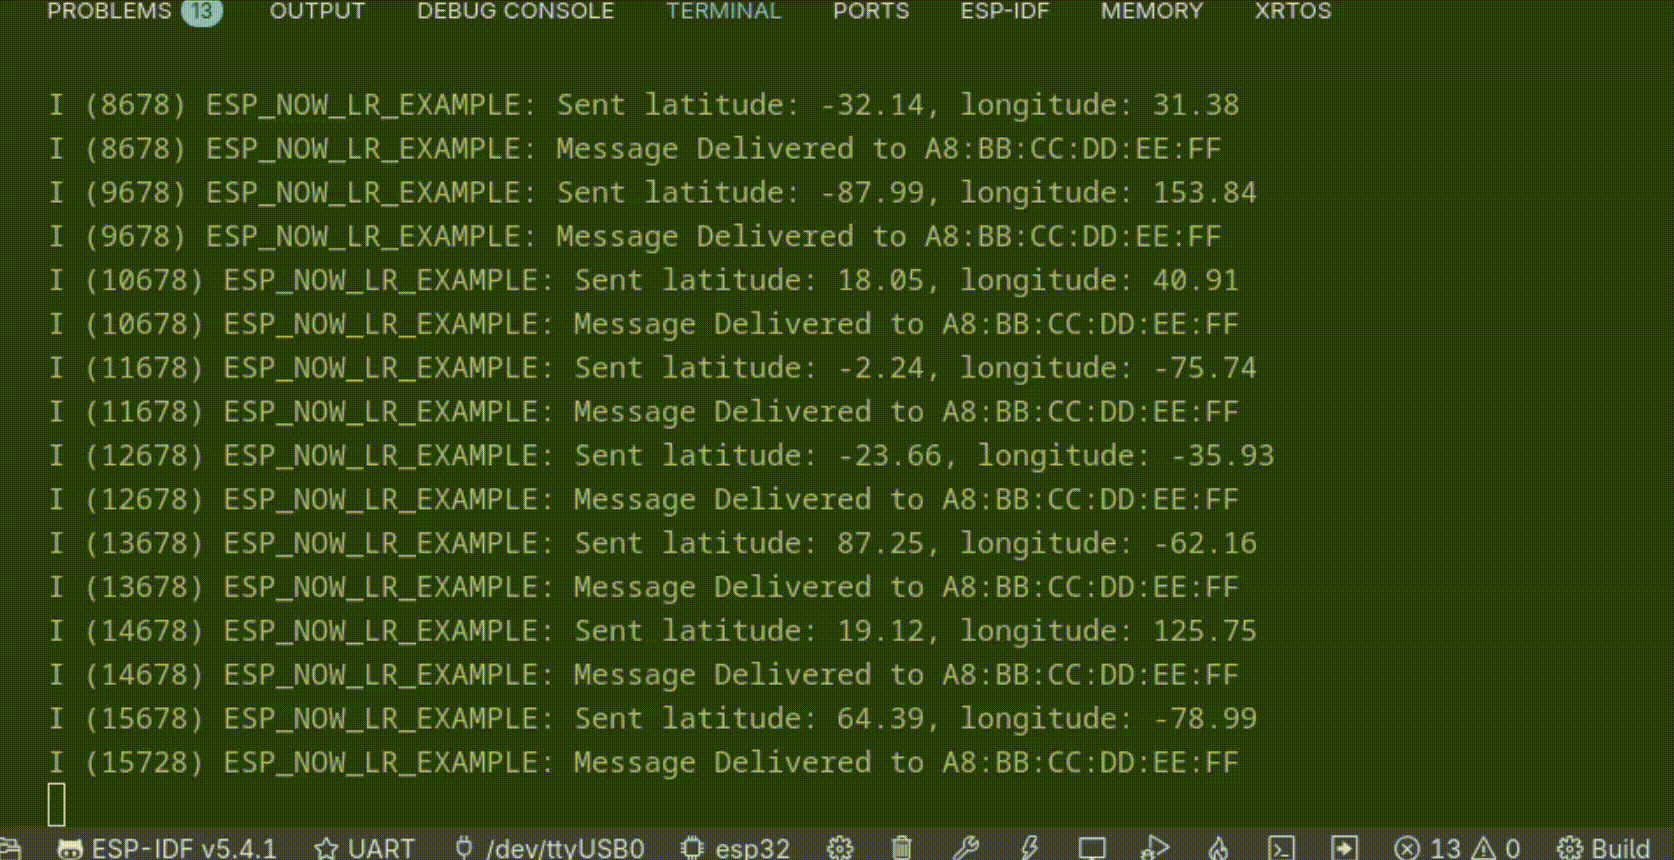 PROBLEMS 13 OUTPUT DEBUG CONSOLE TERMINAL PORTS ESP-IDF MEMORY XRTOS
I (8678) ESP_NOW_LR_EXAMPLE: Sent latitude: -32.14, longitude: 31.38
I (8678) ESP_NOW_LR_EXAMPLE: Message Delivered to A8:BB:CC:DD:EE:FF
I (9678) ESP_NOW_LR_EXAMPLE: Sent latitude: -87.99, longitude: 153.84
I (9678) ESP_NOW_LR_EXAMPLE: Message Delivered to A8:BB:CC:DD:EE:FF
I (10678) ESP_NOW_LR_EXAMPLE: Sent latitude: 18.05, longitude: 40.91
I (10678) ESP_NOW_LR_EXAMPLE: Message Delivered to A8:BB:CC:DD:EE:FF
I (11678) ESP_NOW_LR_EXAMPLE: Sent latitude: -2.24, longitude: -75.74
I (11678) ESP_NOW_LR_EXAMPLE: Message Delivered to A8:BB:CC:DD:EE:FF
I (12678) ESP_NOW_LR_EXAMPLE: Sent latitude: -23.66, longitude: -35.93
I (12678) ESP_NOW_LR_EXAMPLE: Message Delivered to A8:BB:CC:DD:EE:FF
I (13678) ESP_NOW_LR_EXAMPLE: Sent latitude: 87.25, longitude: -62.16
I (13678) ESP_NOW_LR_EXAMPLE: Message Delivered to A8:BB:CC:DD:EE:FF
I (14678) ESP_NOW_LR_EXAMPLE: Sent latitude: 19.12, longitude: 125.75
I (14678) ESP_NOW_LR_EXAMPLE: Message Delivered to A8:BB:CC:DD:EE:FF
I (15678) ESP_NOW_LR_EXAMPLE: Sent latitude: 64.39, longitude: -78.99
I (15728) ESP_NOW_LR_EXAMPLE: Message Delivered to A8:BB:CC:DD:EE:FF
ESP-IDF v5.4.1 UART /dev/ttyUSB0 esp32 13 0 Build